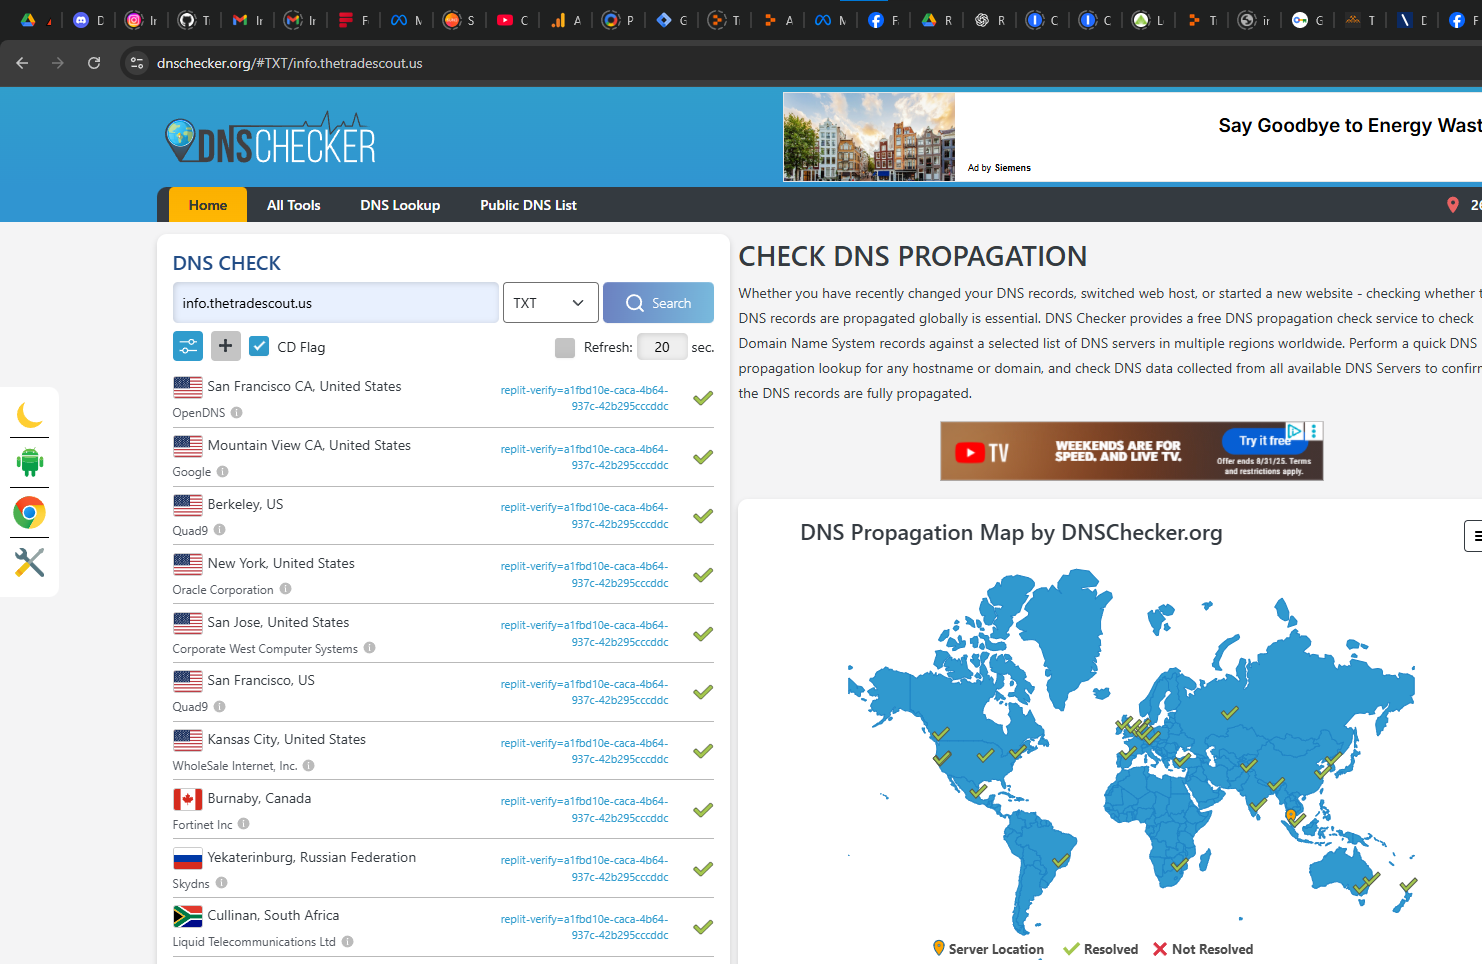 dnschecker.org/#TXT/info.thetradescout.us
DNSCHECKER
Say Goodbye to Energy
Ad by Siemens
Home
All Tools
DNS Lookup
Public DNS List
DNS CHECK
info.thetradescout.us
TXT
Search
CD Flag
Refresh:
20
sec.
San Francisco CA, United States
OpenDNS
replit-verify=a1fbd10e-caca-4b64-
937c-42b295cccddc
Mountain View CA, United States
Google
replit-verify=a1fbd10e-caca-4b64-
937c-42b295cccddc
Berkeley, US
Quad9
replit-verify=a1fbd10e-caca-4b64-
937c-42b295cccddc
New York, United States
Oracle Corporation
replit-verify=a1fbd10e-caca-4b64-
937c-42b295cccddc
San Jose, United States
Corporate West Computer Systems
replit-verify=a1fbd10e-caca-4b64-
937c-42b295cccddc
San Francisco, US
Quad9
replit-verify=a1fbd10e-caca-4b64-
937c-42b295cccddc
Kansas City, United States
WholeSale Internet, Inc.
replit-verify=a1fbd10e-caca-4b64-
937c-42b295cccddc
Burnaby, Canada
Fortinet Inc
replit-verify=a1fbd10e-caca-4b64-
937c-42b295cccddc
Yekaterinburg, Russian Federation
Skydns
replit-verify=a1fbd10e-caca-4b64-
937c-42b295cccddc
Cullinan, South Africa
Liquid Telecommunications Ltd
replit-verify=a1fbd10e-caca-4b64-
937c-42b295cccddc
CHECK DNS PROPAGATION
Whether you have recently changed your DNS records, switched web host, or started a new website - checking whether
DNS records are propagated globally is essential. DNS Checker provides a free DNS propagation check service to check
Domain Name System records against a selected list of DNS servers in multiple regions worldwide. Perform a quick DNS
propagation lookup for any hostname or domain, and check DNS data collected from all available DNS Servers to
the DNS records are fully propagated.
TV
WEEKENDS ARE FOR
SPEED. AND LIVE TV.
Try it free
Offer ends 8/31/25. Terms
and restrictions apply.
DNS Propagation Map by DNSChecker.org
Server Location
Resolved
Not Resolved